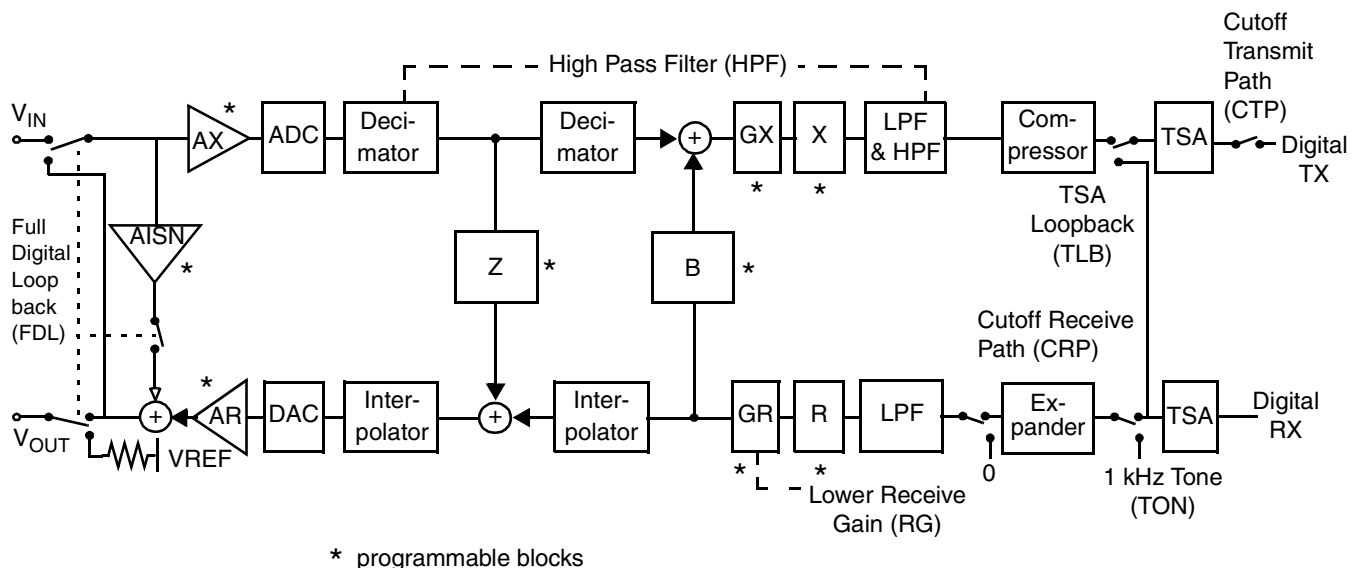 Cutoff
Transmit
Path
(CTP)
High Pass Filter (HPF)
VIN
*
AX
ADC
Deci-
mator
Deci-
mator
+
GX
*
X
*
LPF
& HPF
Com-
pressor
TSA
Digital
TX
TSA
Loopback
(TLB)
Full
Digital
Loop
back
(FDL)
AISN
*
Z
*
B
*
Cutoff Receive
Path (CRP)
VOUT
VREF
+
*
AR
DAC
Inter-
polator
+
Inter-
polator
GR
*
R
*
LPF
0
Ex-
pander
TSA
Digital
RX
1 kHz Tone
(TON)
Lower Receive
Gain (RG)
* programmable blocks